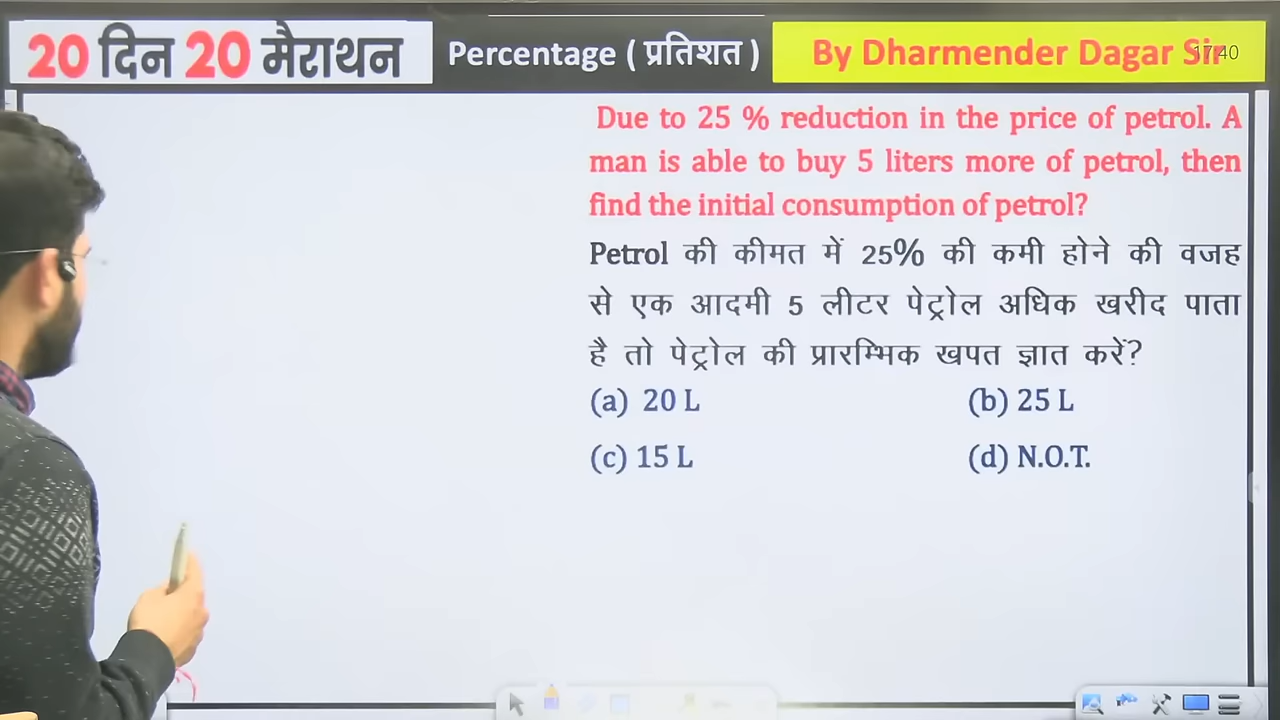 20 दिन 20 मैराथन
Percentage ( प्रतिशत )
By Dharmender Dagar Sir
17:40
Due to 25 % reduction in the price of petrol. A
man is able to buy 5 liters more of petrol, then
find the initial consumption of petrol?
Petrol की कीमत में 25% की कमी होने की वजह
से एक आदमी 5 लीटर पेट्रोल अधिक खरीद पाता
है तो पेट्रोल की प्रारम्भिक खपत ज्ञात करें?
(a) 20 L
(b) 25 L
(c) 15 L
(d) N.O.T.